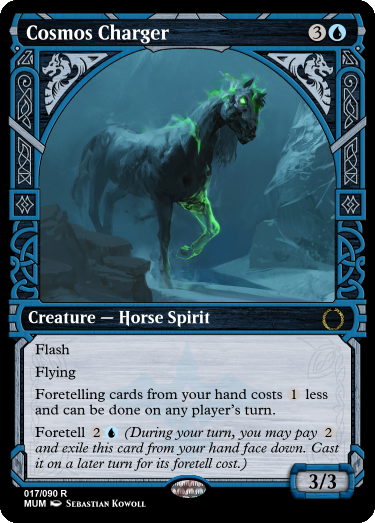 Cosmos Charger 3
Creature — Horse Spirit
Flash
Flying
Foretelling cards from your hand costs 1 less
and can be done on any player's turn.
Foretell 2 (During your turn, you may pay 2
and exile this card from your hand face down. Cast
it on a later turn for its foretell cost.)
3/3
017/090 R
MUM Sebastian Kowoll